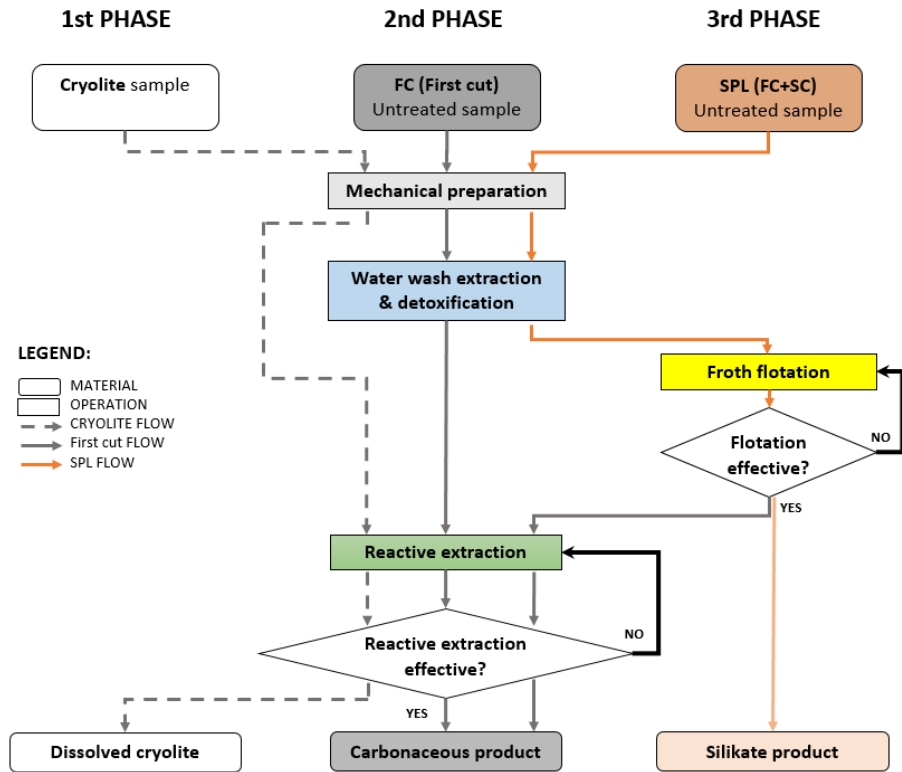 1st PHASE
2nd PHASE
3rd PHASE
Cryolite sample
FC (First cut)
Untreated sample
SPL (FC+SC)
Untreated sample
Mechanical preparation
Water wash extraction
& detoxification
LEGEND:
MATERIAL
OPERATION
CRYOLITE FLOW
First cut FLOW
SPL FLOW
Froth flotation
Flotation
effective?
NO
YES
Reactive extraction
Reactive extraction
effective?
NO
YES
Dissolved cryolite
Carbonaceous product
Silikate product